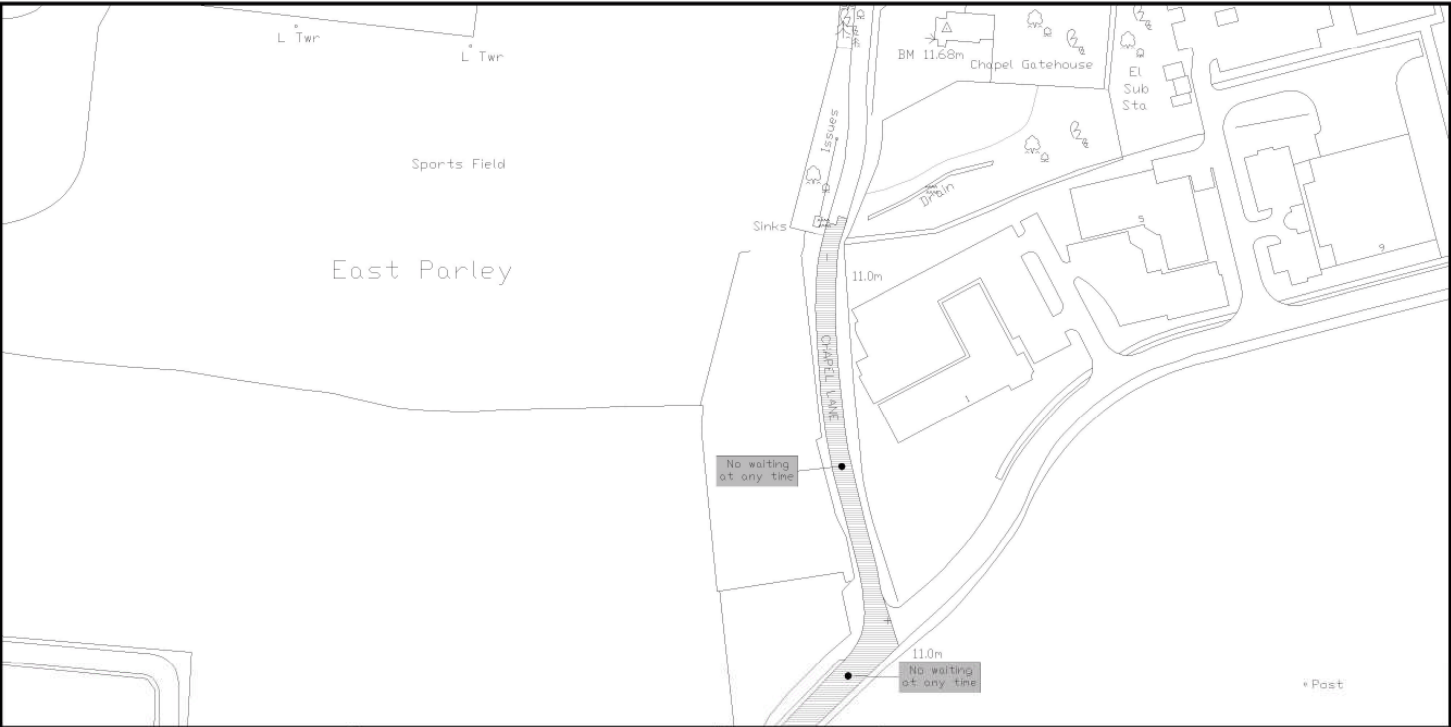 L Twr
L Twr
BM 11.68m
Chapel Gatehouse
El
Sub
Sta
Issues
Sports Field
Drain
Sinks
5
9
East Parley
11.0m
CHAPEL LANE
1
No waiting
at any time
11.0m
No waiting
at any time
Post